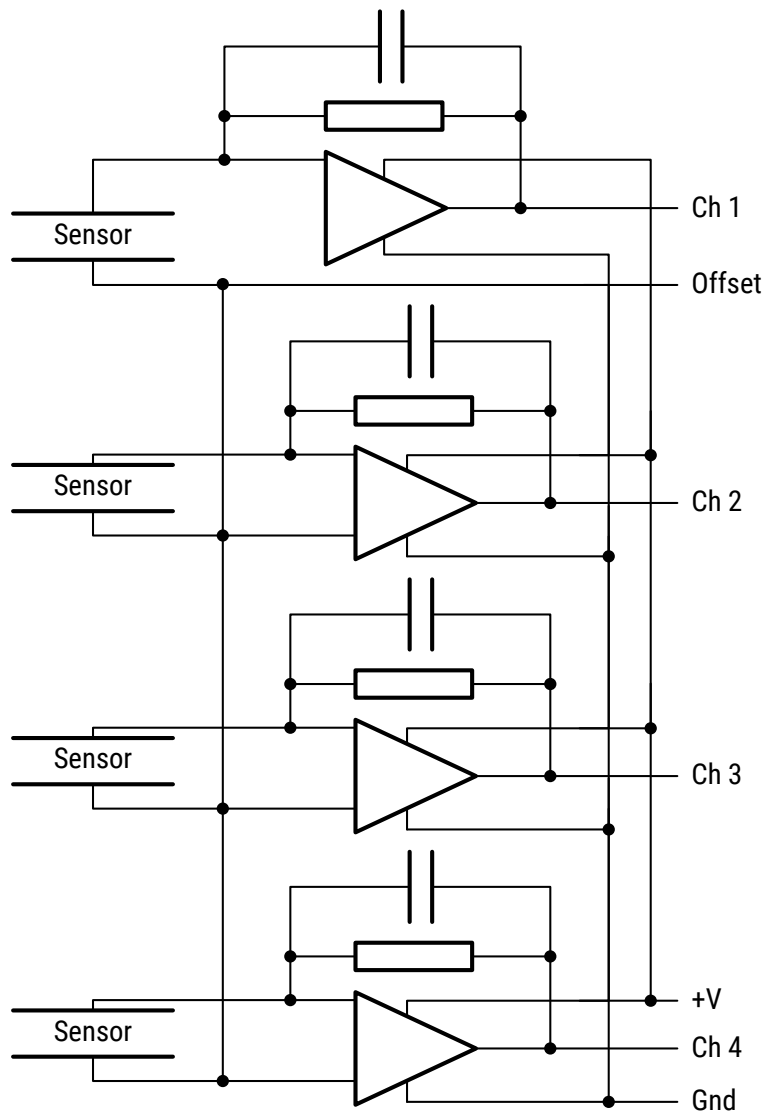 Ch 1
Sensor
Offset
Sensor
Ch 2
Sensor
Ch 3
+V
Sensor
Ch 4
Gnd